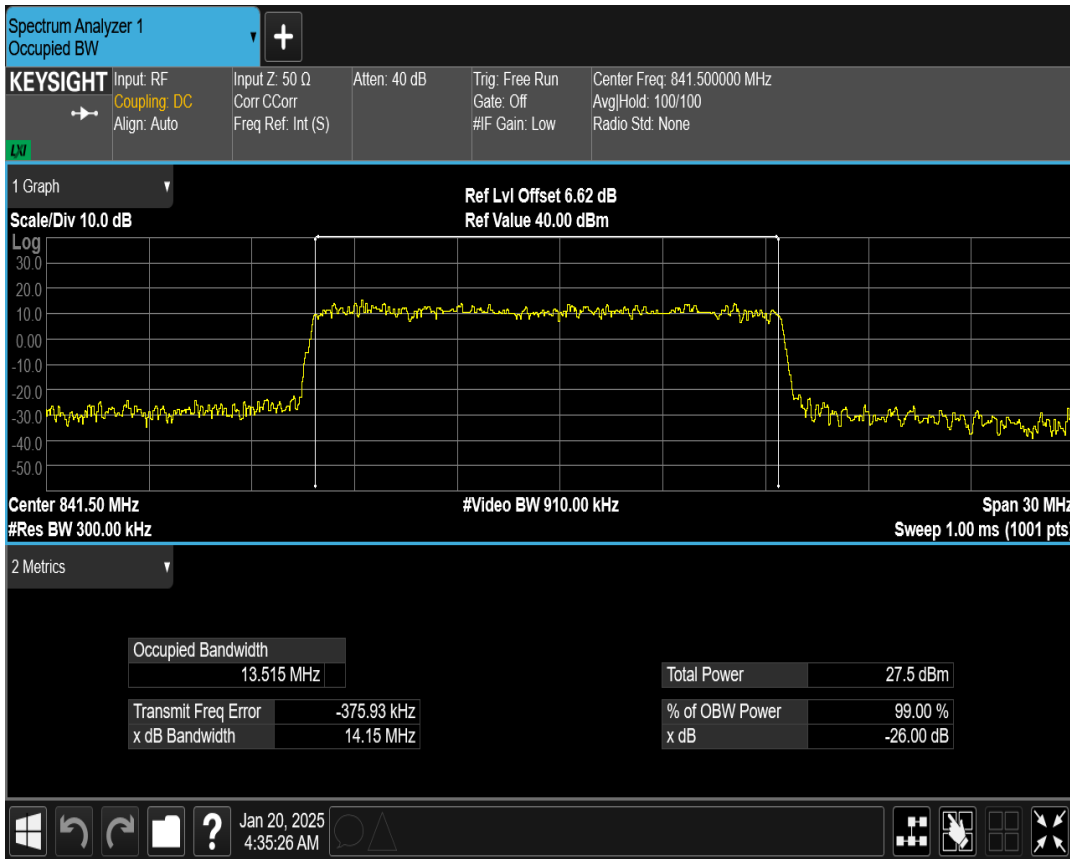 Spectrum Analyzer 1
Occupied BW
+
KEYSIGHT
LXI
Input: RF
Coupling: DC
Align: Auto
Input Z: 50 Ω
Corr CCorr
Freq Ref: Int (S)
Atten: 40 dB
Trig: Free Run
Gate: Off
#IF Gain: Low
Center Freq: 841.500000 MHz
Avg|Hold: 100/100
Radio Std: None
1 Graph
Scale/Div 10.0 dB
Ref Lvl Offset 6.62 dB
Ref Value 40.00 dBm
Log
30.0
20.0
10.0
0.00
-10.0
-20.0
-30.0
-40.0
-50.0
Center 841.50 MHz
#Video BW 910.00 kHz
Span 30 MHz
#Res BW 300.00 kHz
Sweep 1.00 ms (1001 pts)
2 Metrics
Occupied Bandwidth
13.515 MHz
Total Power 27.5 dBm
Transmit Freq Error -375.93 kHz
% of OBW Power 99.00 %
x dB Bandwidth 14.15 MHz
x dB -26.00 dB
?
Jan 20, 2025
4:35:26 AM